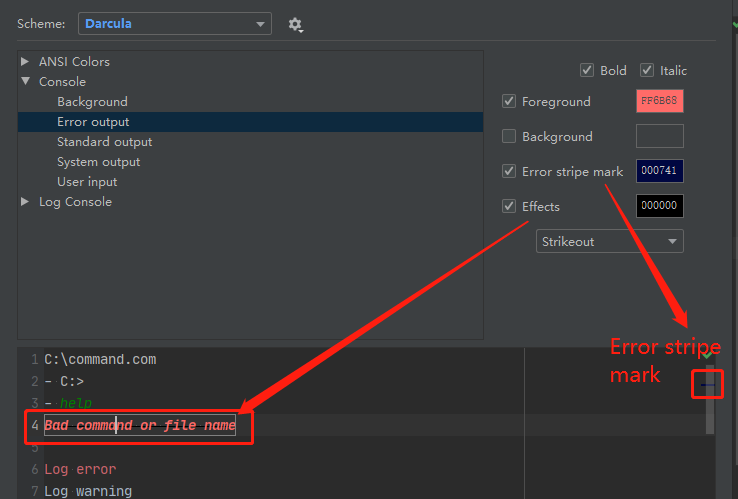 Scheme: Darcula
ANSI Colors
Console
Background
Error output
Standard output
System output
User input
Log Console
Bold Italic
Foreground FF6B68
Background
Error stripe mark 000741
Effects 000000
Strikeout
Error stripe
mark
1 C:\command.com
2 - C:>
3 - help
4 Bad command or file name
5
6 Log error
7 Log warning